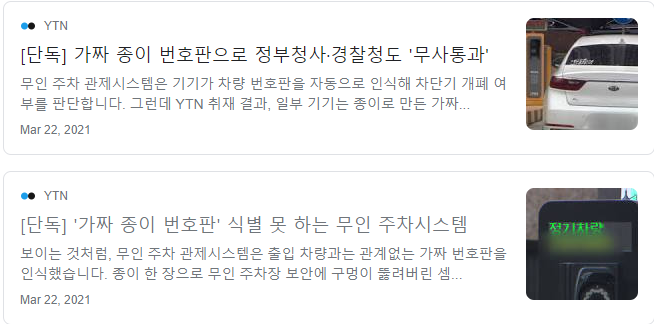 YTN
[단독] 가짜 종이 번호판으로 정부청사·경찰청도 '무사통과'
무인 주차 관제시스템은 기기가 차량 번호판을 자동으로 인식해 차단기 개폐 여
부를 판단합니다. 그런데 YTN 취재 결과, 일부 기기는 종이로 만든 가짜...
Mar 22, 2021
YTN
[단독] '가짜 종이 번호판' 식별 못 하는 무인 주차시스템
정기차량
보이는 것처럼, 무인 주차 관제시스템은 출입 차량과는 관계없는 가짜 번호판을
인식했습니다. 종이 한 장으로 무인 주차장 보안에 구멍이 뚫려버린 셈...
Mar 22, 2021